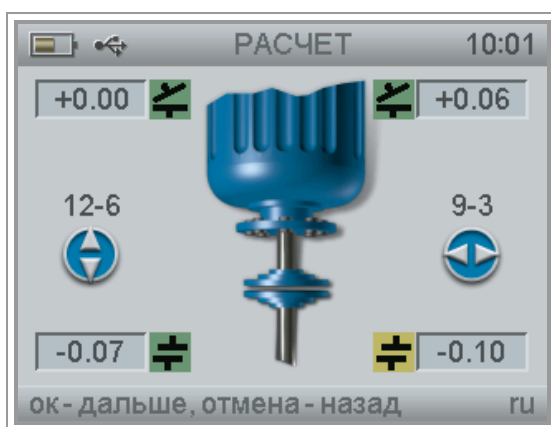 РАСЧЕТ 10:01
+0.00 +0.06
12-6 9-3
-0.07 -0.10
ок- дальше, отмена- назад ru